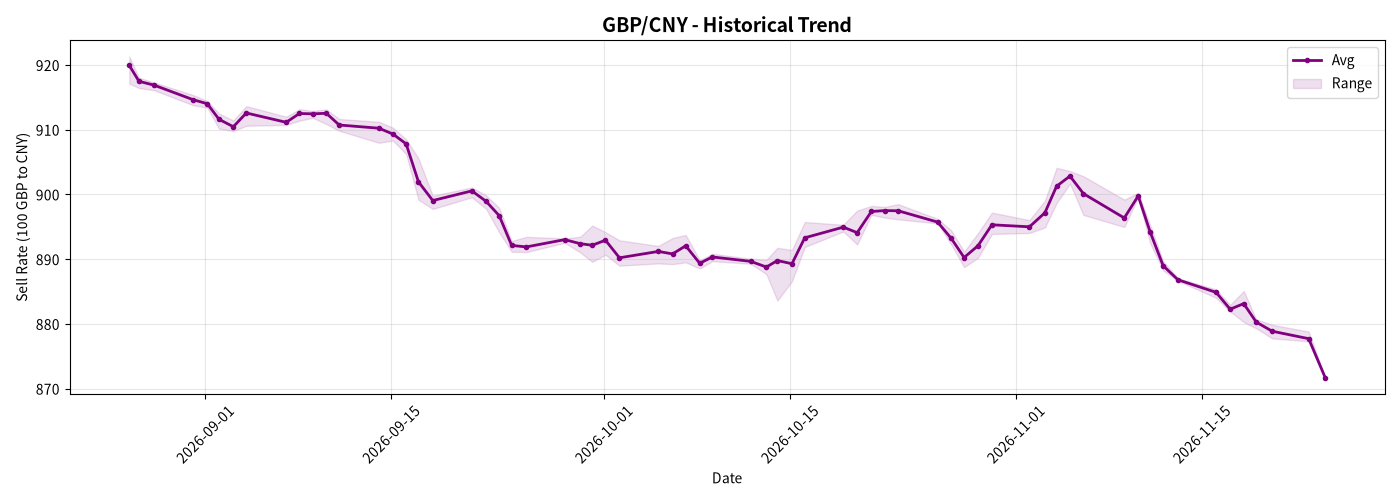 GBP/CNY - Historical Trend
Avg
Range
Sell Rate (100 GBP to CNY)
920
910
900
890
880
870
2026-09-01
2026-09-15
2026-10-01
2026-10-15
2026-11-01
2026-11-15
Date